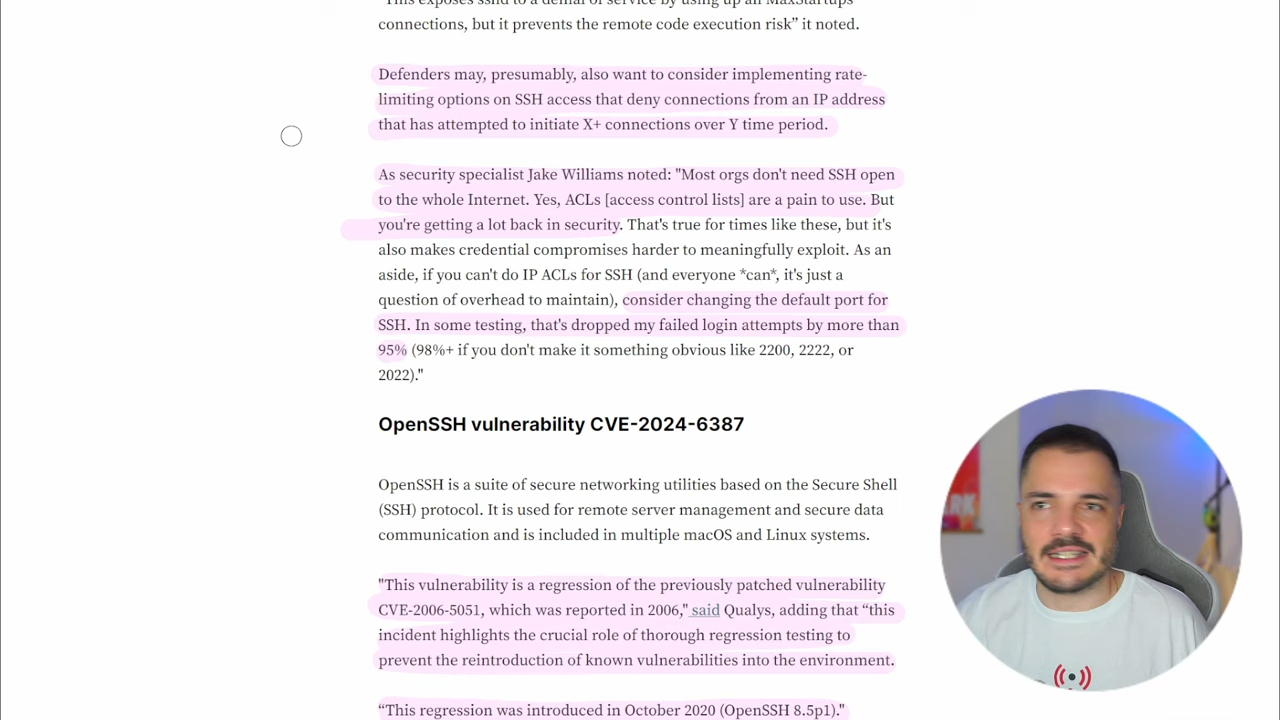 "This exposes sshd to a denial of service by using up all MaxStartups
connections, but it prevents the remote code execution risk” it noted.
Defenders may, presumably, also want to consider implementing rate-
limiting options on SSH access that deny connections from an IP address
that has attempted to initiate X+ connections over Y time period.
As security specialist Jake Williams noted: "Most orgs don't need SSH open
to the whole Internet. Yes, ACLs [access control lists] are a pain to use. But
you're getting a lot back in security. That's true for times like these, but it's
also makes credential compromises harder to meaningfully exploit. As an
aside, if you can't do IP ACLs for SSH (and everyone *can*, it's just a
question of overhead to maintain), consider changing the default port for
SSH. In some testing, that's dropped my failed login attempts by more than
95% (98%+ if you don't make it something obvious like 2200, 2222, or
2022)."
OpenSSH vulnerability CVE-2024-6387
OpenSSH is a suite of secure networking utilities based on the Secure Shell
(SSH) protocol. It is used for remote server management and secure data
communication and is included in multiple macOS and Linux systems.
"This vulnerability is a regression of the previously patched vulnerability
CVE-2006-5051, which was reported in 2006," said Qualys, adding that “this
incident highlights the crucial role of thorough regression testing to
prevent the reintroduction of known vulnerabilities into the environment.
“This regression was introduced in October 2020 (OpenSSH 8.5p1)."